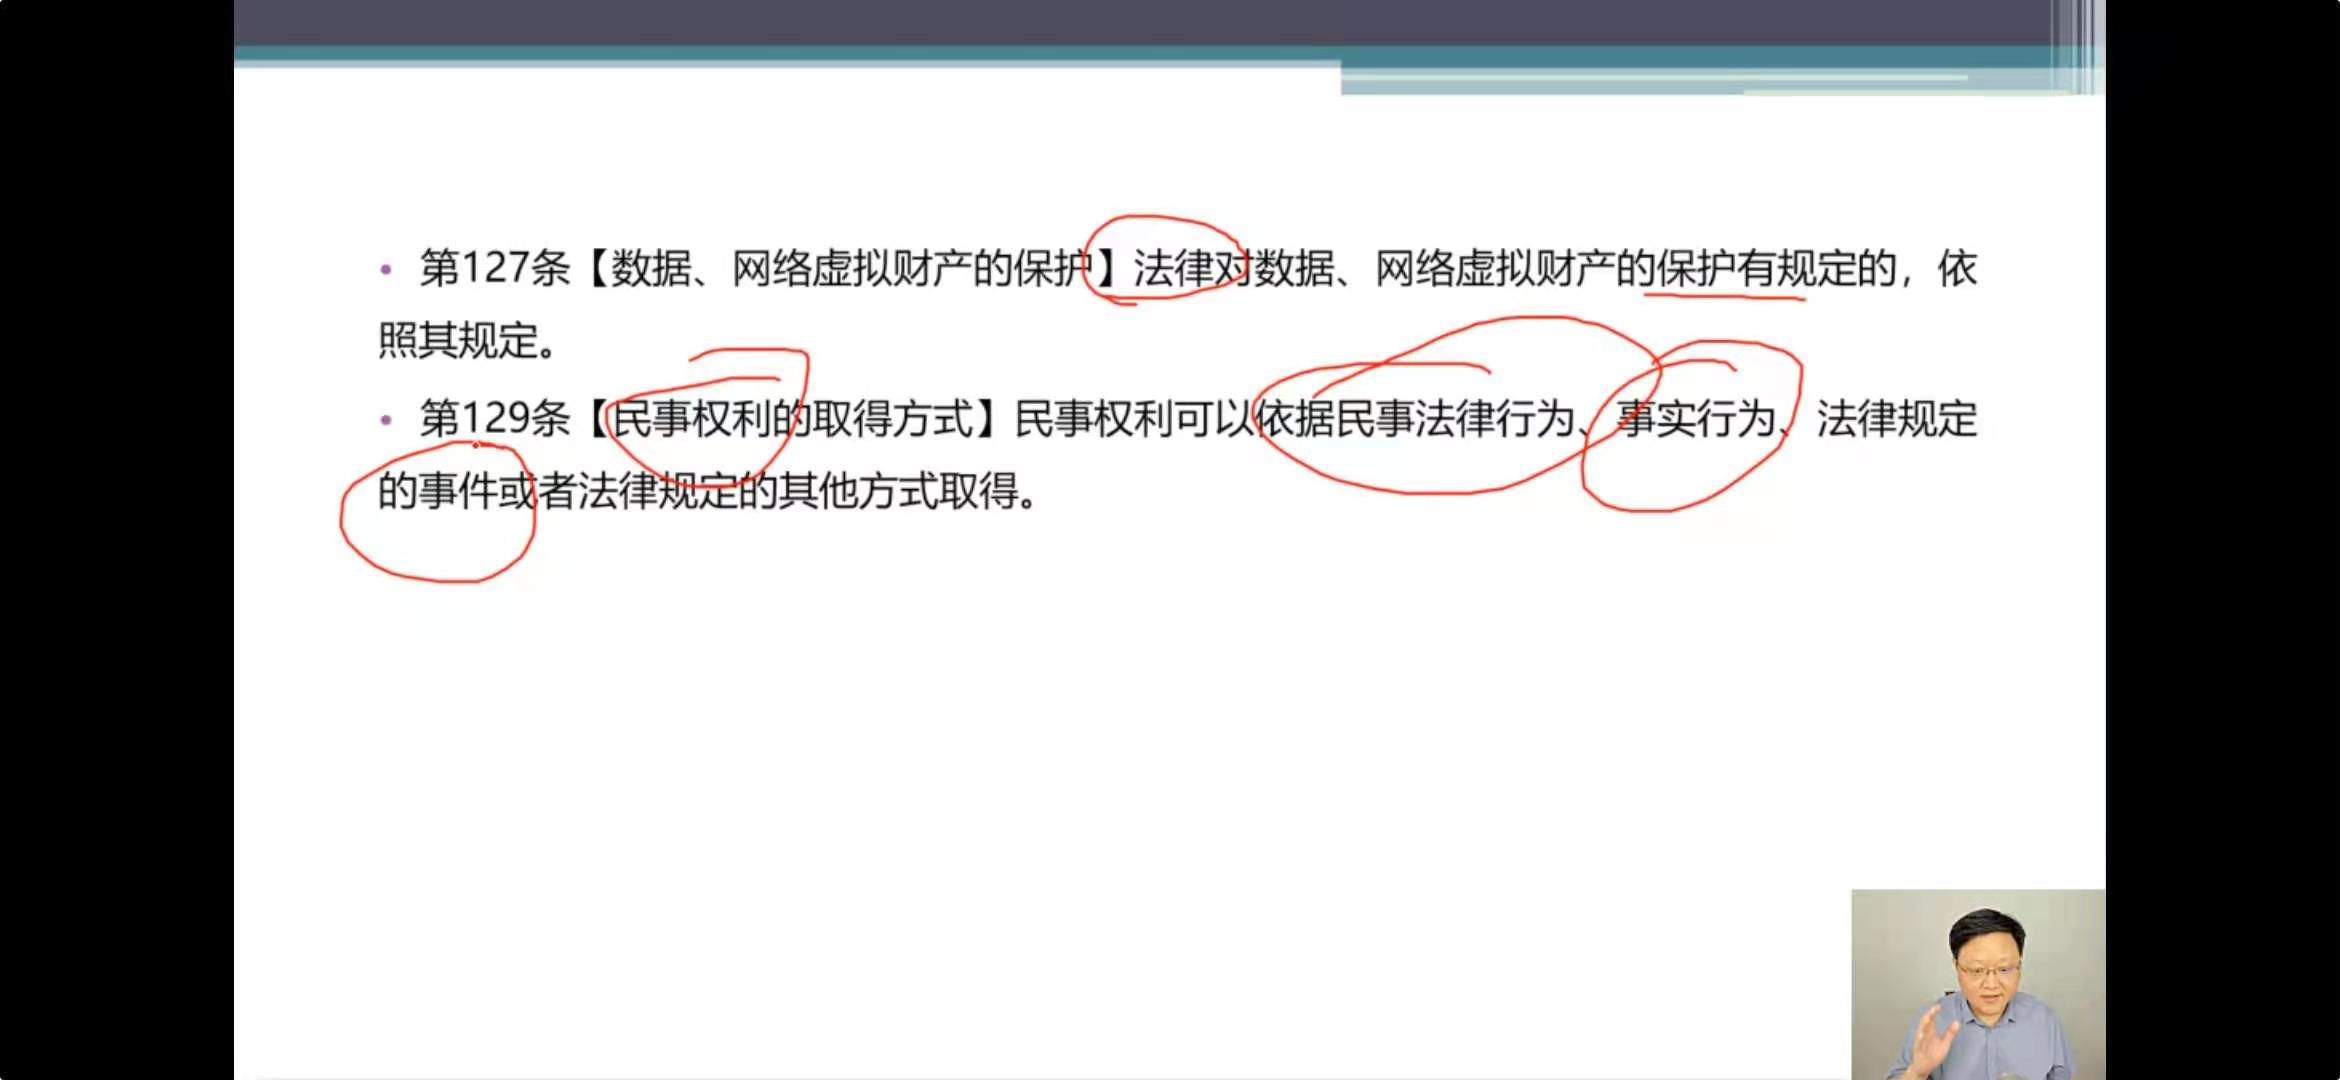 • 第127条【数据、网络虚拟财产的保护】法律对数据、网络虚拟财产的保护有规定的，依
照其规定。
• 第129条【民事权利的取得方式】民事权利可以依据民事法律行为、事实行为、法律规定
的事件或者法律规定的其他方式取得。